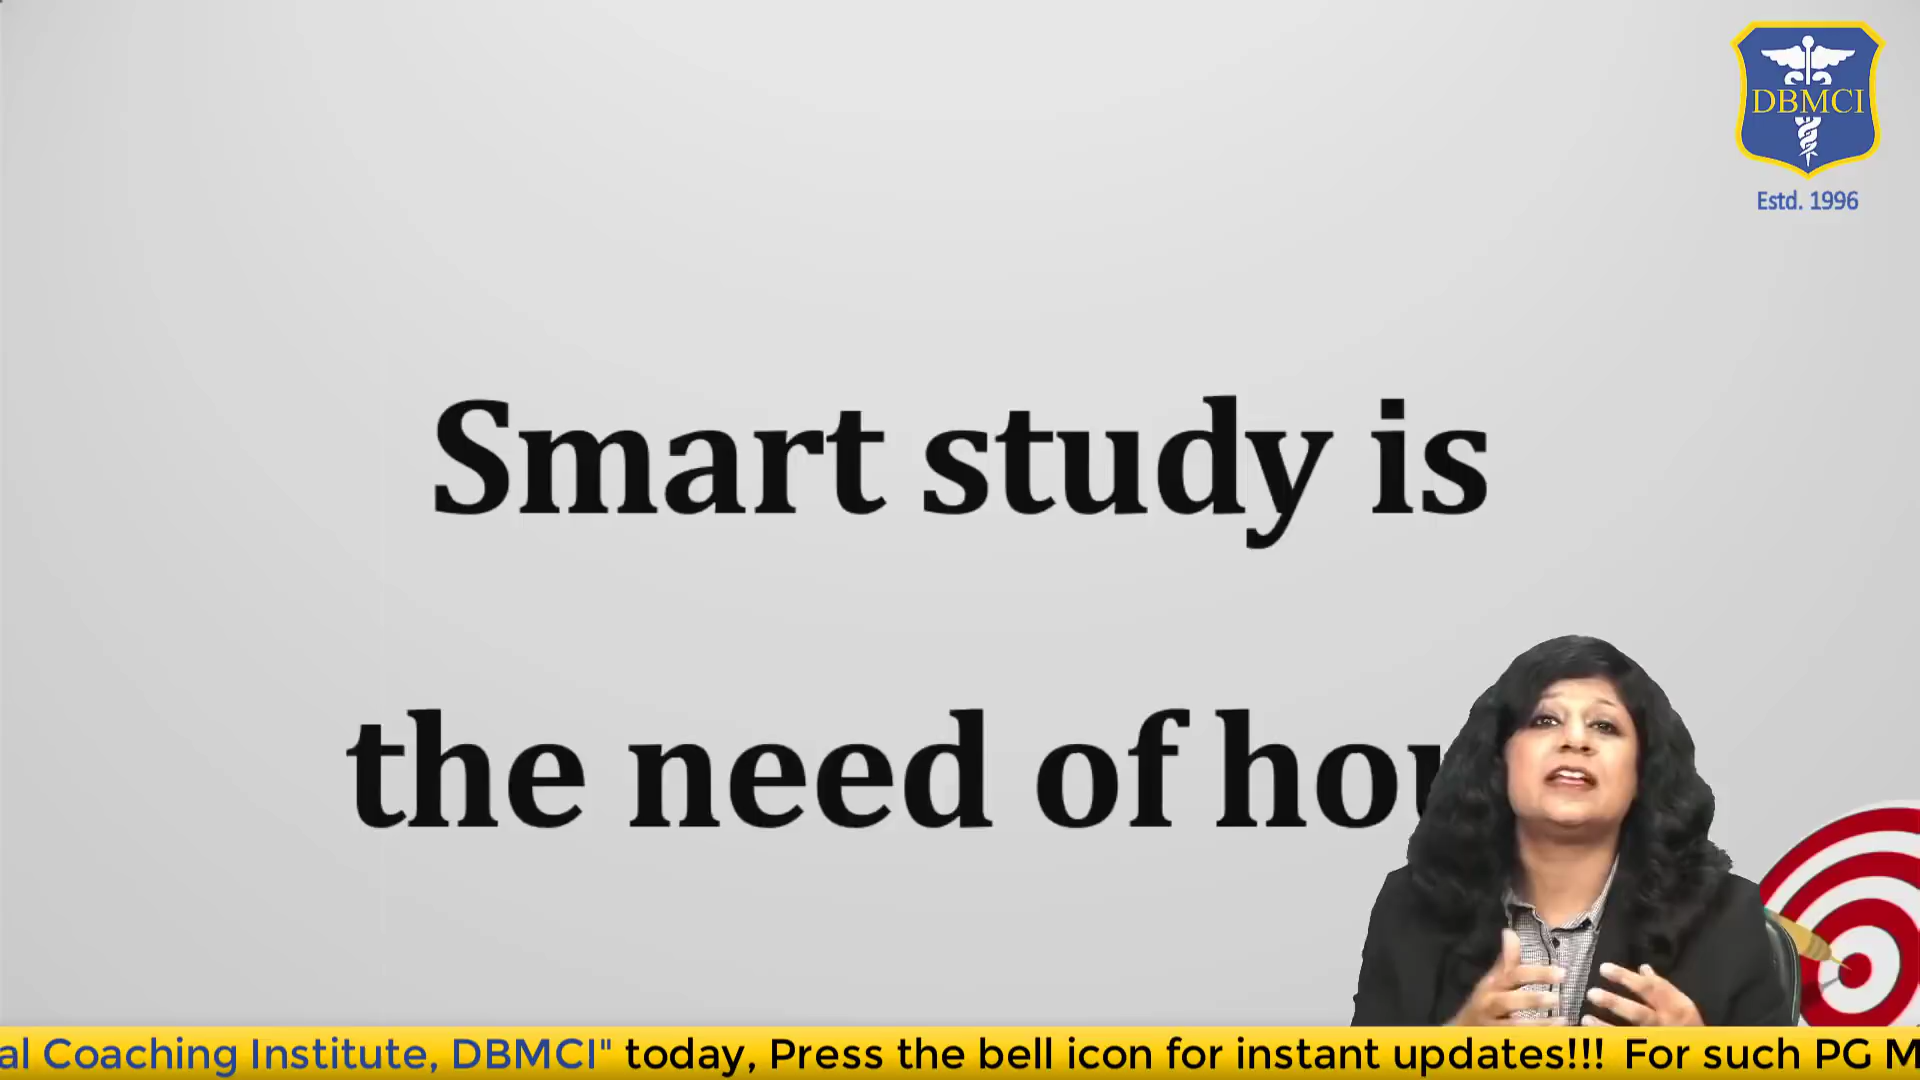 DBMCI
Estd. 1996
Smart study is
the need of
al Coaching Institute, DBMCI" today, Press the bell icon for instant updates!!! For such PG M